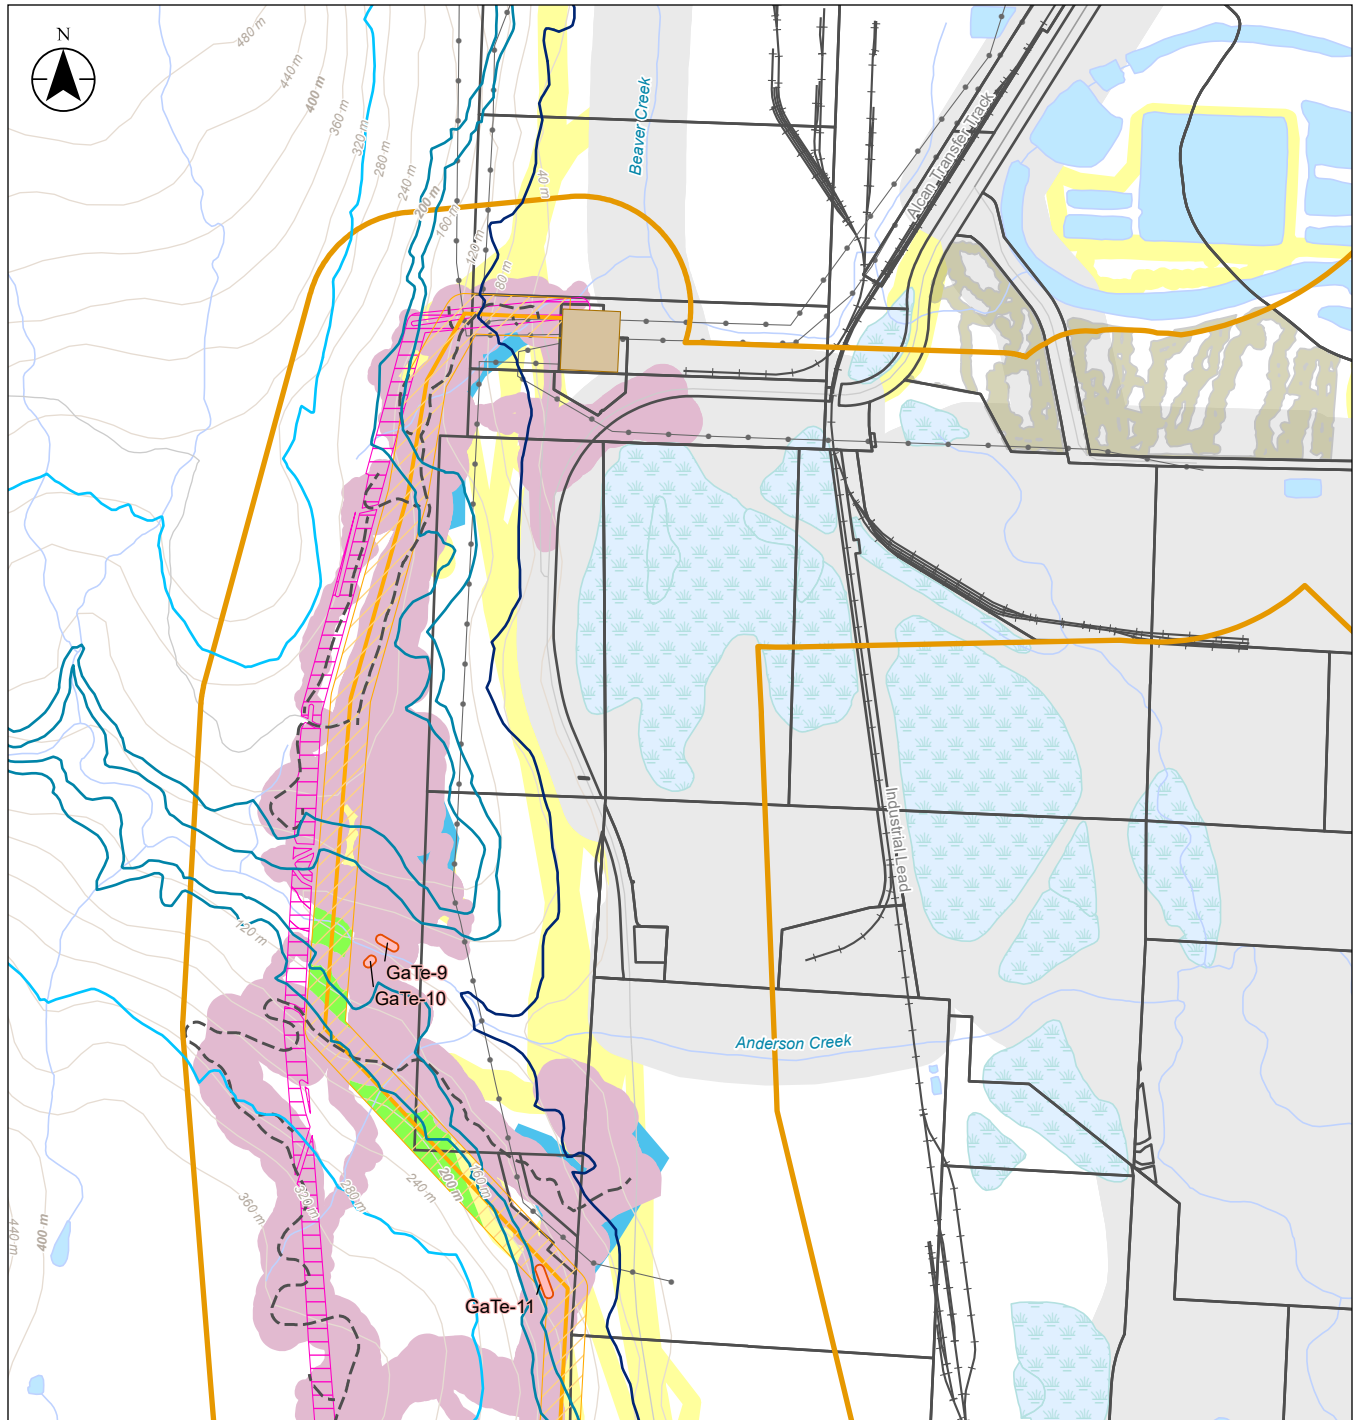 N
480 m
440 m
400 m
360 m
320 m
280 m
240 m
200 m
160 m
120 m
80 m
40 m
Beaver Creek
Alcan Transfer Track
Industrial Lead
120 m
GaTe-9
GaTe-10
Anderson Creek
160 m
200 m
240 m
280 m
320 m
360 m
400 m
440 m
GaTe-11